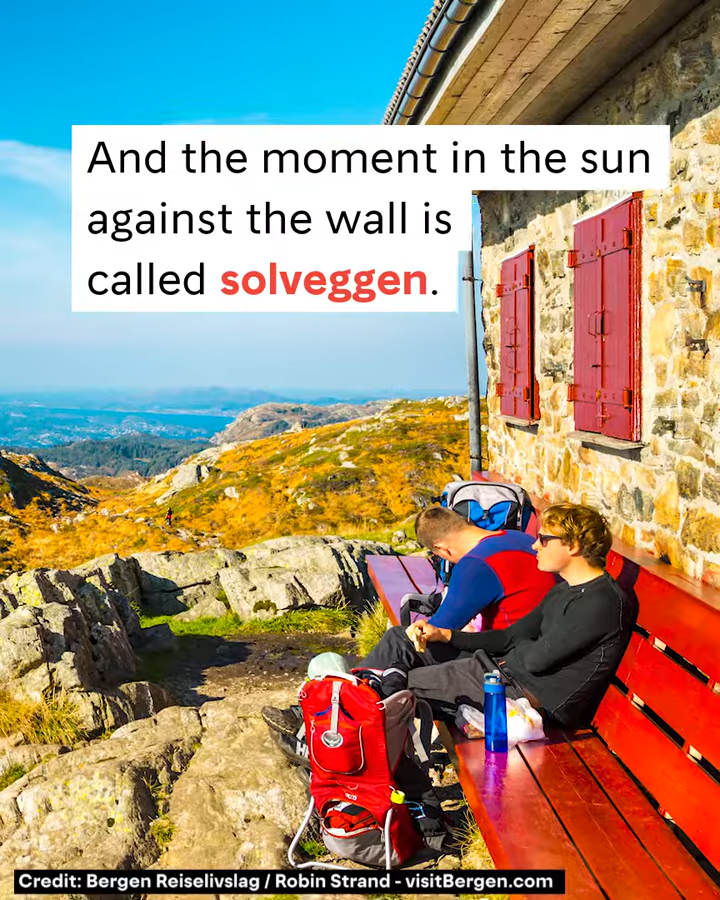 And the moment in the sun
against the wall is
called solveggen.
Credit: Bergen Reiselivslag / Robin Strand - visitBergen.com